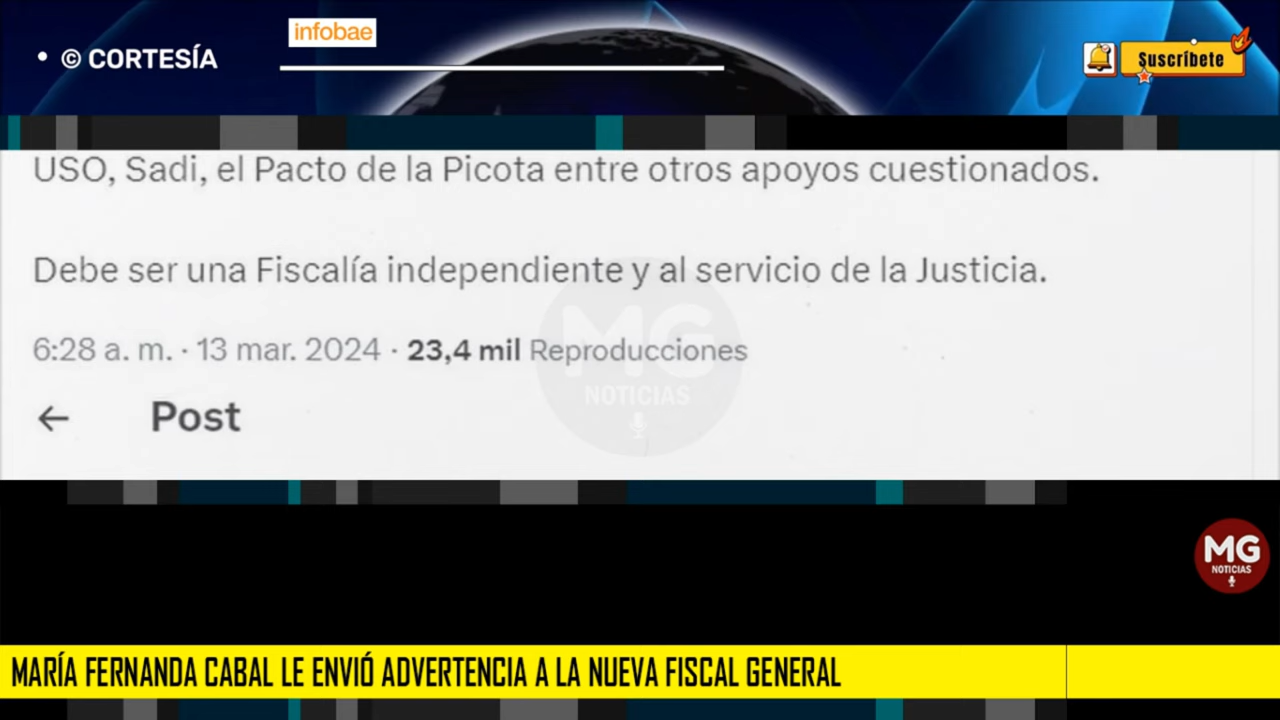 infobae
• © CORTESÍA
Suscríbete
USO, Sadi, el Pacto de la Picota entre otros apoyos cuestionados.
Debe ser una Fiscalía independiente y al servicio de la Justicia.
6:28 a. m. · 13 mar. 2024 · 23,4 mil Reproducciones
MG
NOTICIAS
← Post
MG
NOTICIAS
MARÍA FERNANDA CABAL LE ENVIÓ ADVERTENCIA A LA NUEVA FISCAL GENERAL